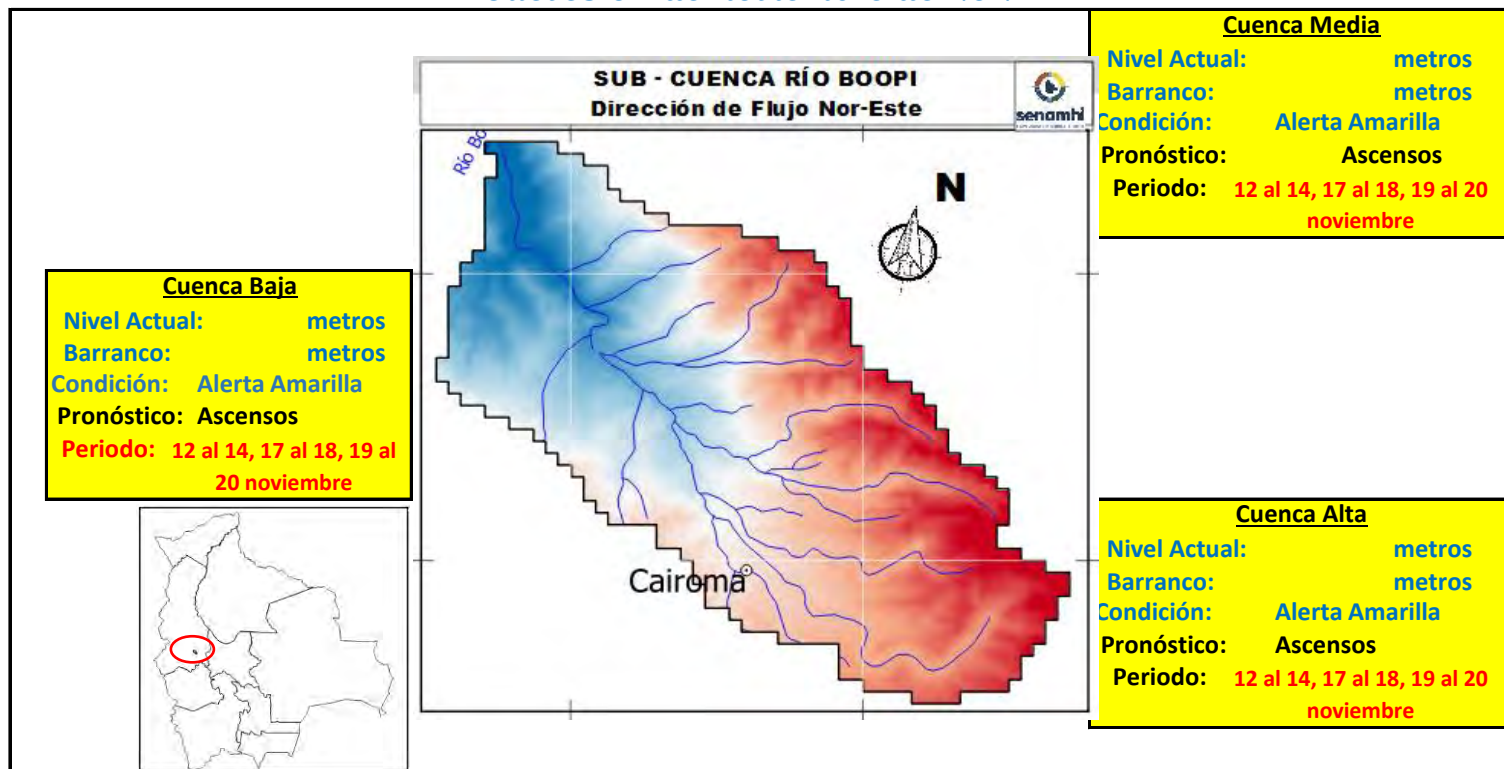 SUB - CUENCA RÍO BOOPI
Dirección de Flujo Nor-Este
senamhi
Río Bo
N
Cairoma
Cuenca Media
Nivel Actual: metros
Barranco: metros
Condición: Alerta Amarilla
Pronóstico: Ascensos
Periodo: 12 al 14, 17 al 18, 19 al 20
noviembre
Cuenca Baja
Nivel Actual: metros
Barranco: metros
Condición: Alerta Amarilla
Pronóstico: Ascensos
Periodo: 12 al 14, 17 al 18, 19 al
20 noviembre
Cuenca Alta
Nivel Actual: metros
Barranco: metros
Condición: Alerta Amarilla
Pronóstico: Ascensos
Periodo: 12 al 14, 17 al 18, 19 al 20
noviembre